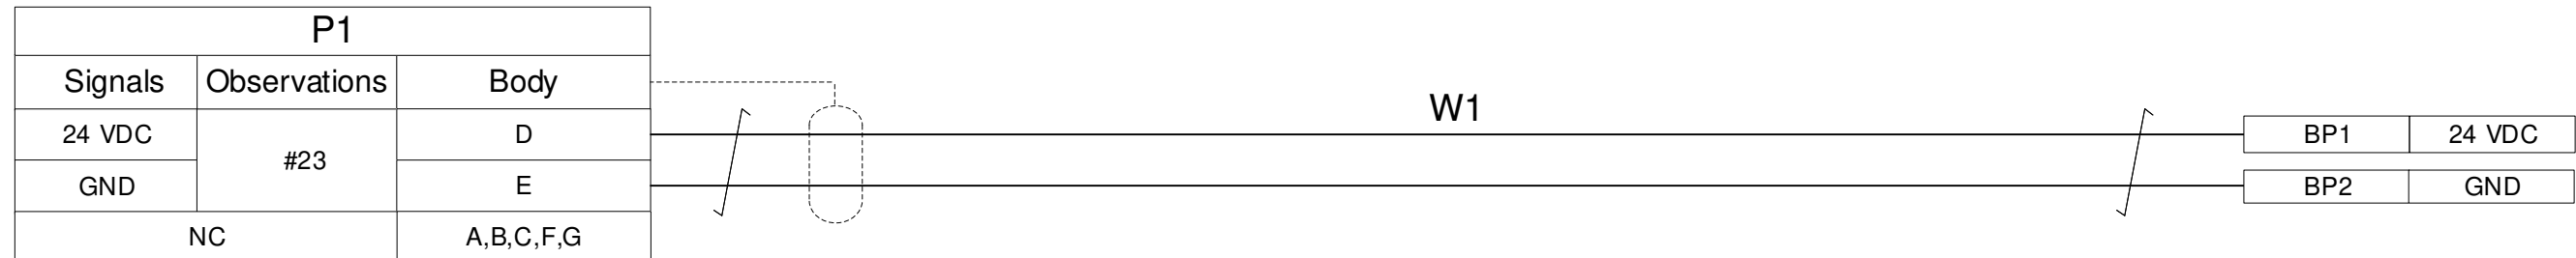 P1
Signals Observations Body
W1
24 VDC D BP1 24 VDC
#23
GND E BP2 GND
NC A,B,C,F,G